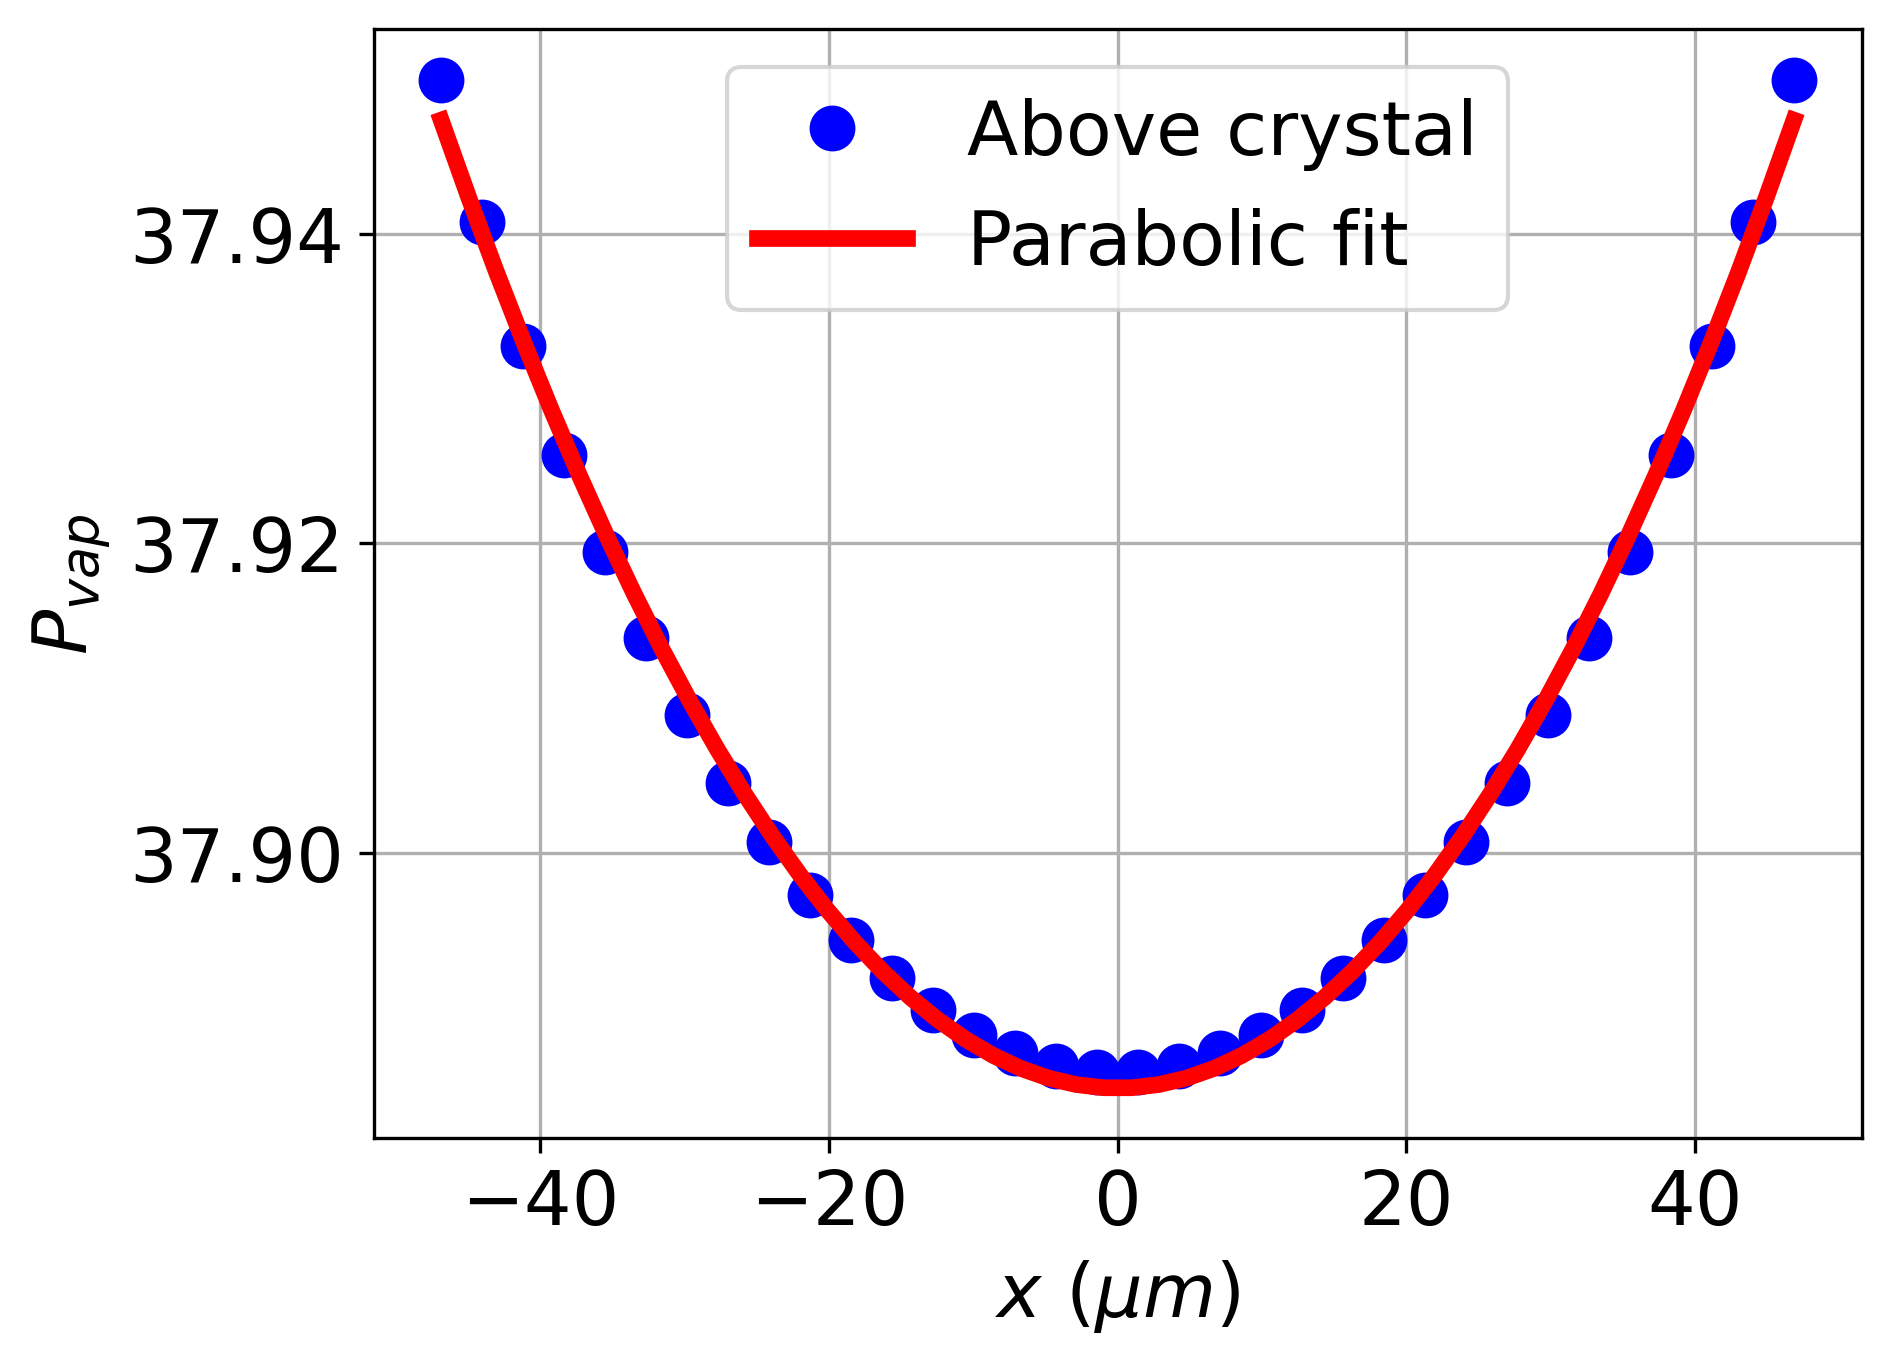 Above crystal
Parabolic fit
37.94
37.92
37.90
P_vap
−40 −20 0 20 40
x (μm)